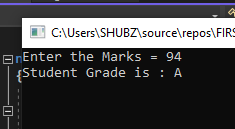 C:\Users\SHUBZ\source\repos\FIRS
Enter the Marks = 94
Student Grade is : A